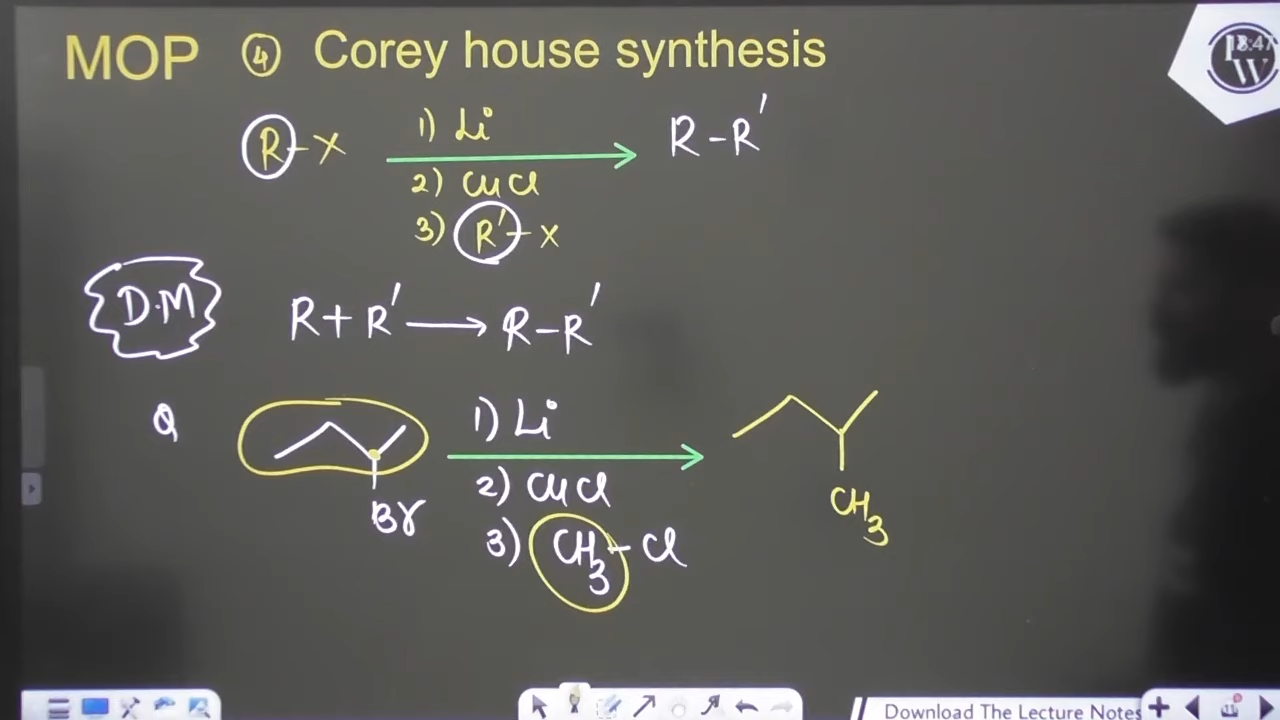 MOP ④ Corey house synthesis
R-X 1) Li R-R'
2) CuCl
3) R'-X
D.M R+R' → R-R'
Q 1) Li
Br 2) CuCl CH3
3) CH3-Cl
Download The Lecture Notes